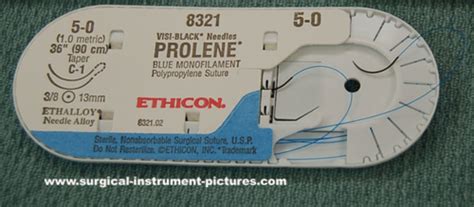 5-0
(1.0 metric)
36" (90 cm)
Taper
C-1
3/8 13mm
ETHALLOY*
Needle Alloy
8321
5-0
VISI-BLACK* Needles
PROLENE*
BLUE MONOFILAMENT
Polypropylene Suture
ETHICON
8321.02
Sterile, Nonabsorbable Surgical Suture, U.S.P.
Do Not Resterilize. ©ETHICON, INC. *Trademark
www.surgical-instrument-pictures.com